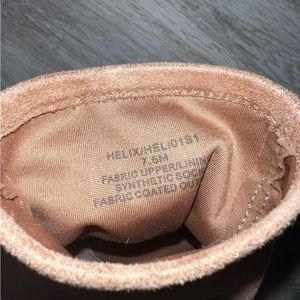 HELIX/HELI01S1
7.5M
FABRIC UPPER/LINING
SYNTHETIC SOCK
FABRIC COATED OUT